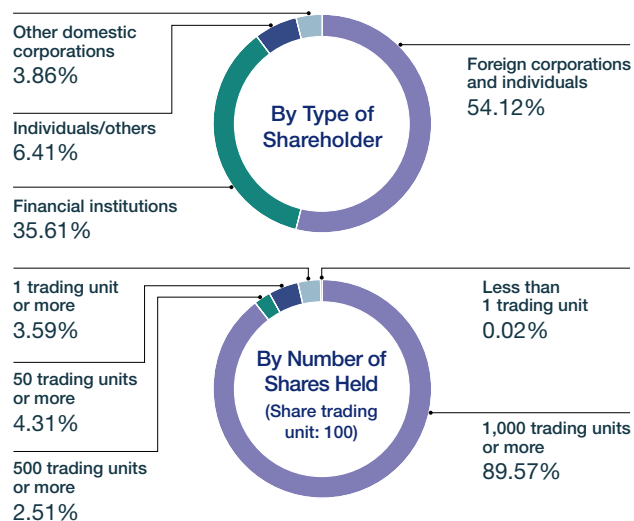 Other domestic
corporations
3.86%
Individuals/others
6.41%
Financial institutions
35.61%
By Type of
Shareholder
Foreign corporations
and individuals
54.12%
1 trading unit
or more
3.59%
50 trading units
or more
4.31%
500 trading units
or more
2.51%
By Number of
Shares Held
(Share trading
unit: 100)
Less than
1 trading unit
0.02%
1,000 trading units
or more
89.57%